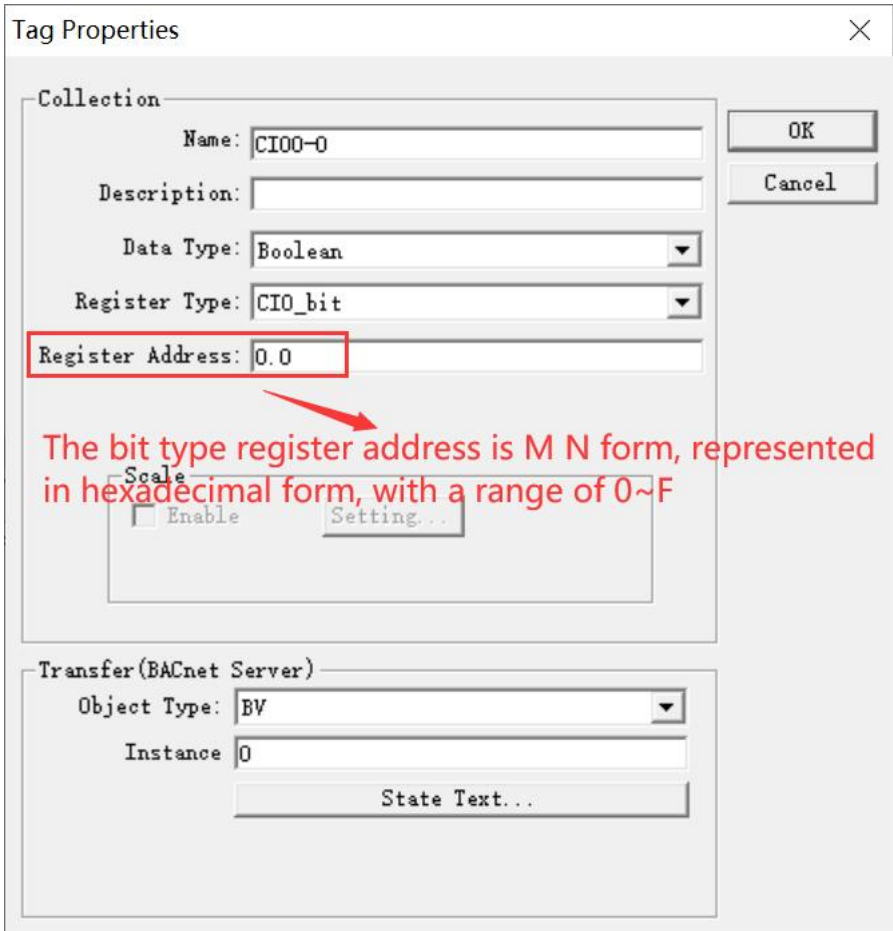 Tag Properties
Collection
Name: CIO0-0
OK
Description:
Cancel
Data Type: Boolean
Register Type: CIO_bit
Register Address: 0.0
The bit type register address is M N form, represented
in hexadecimal form, with a range of 0~F
Scale
Enable
Setting...
Transfer(BACnet Server)
Object Type: BV
Instance 0
State Text...